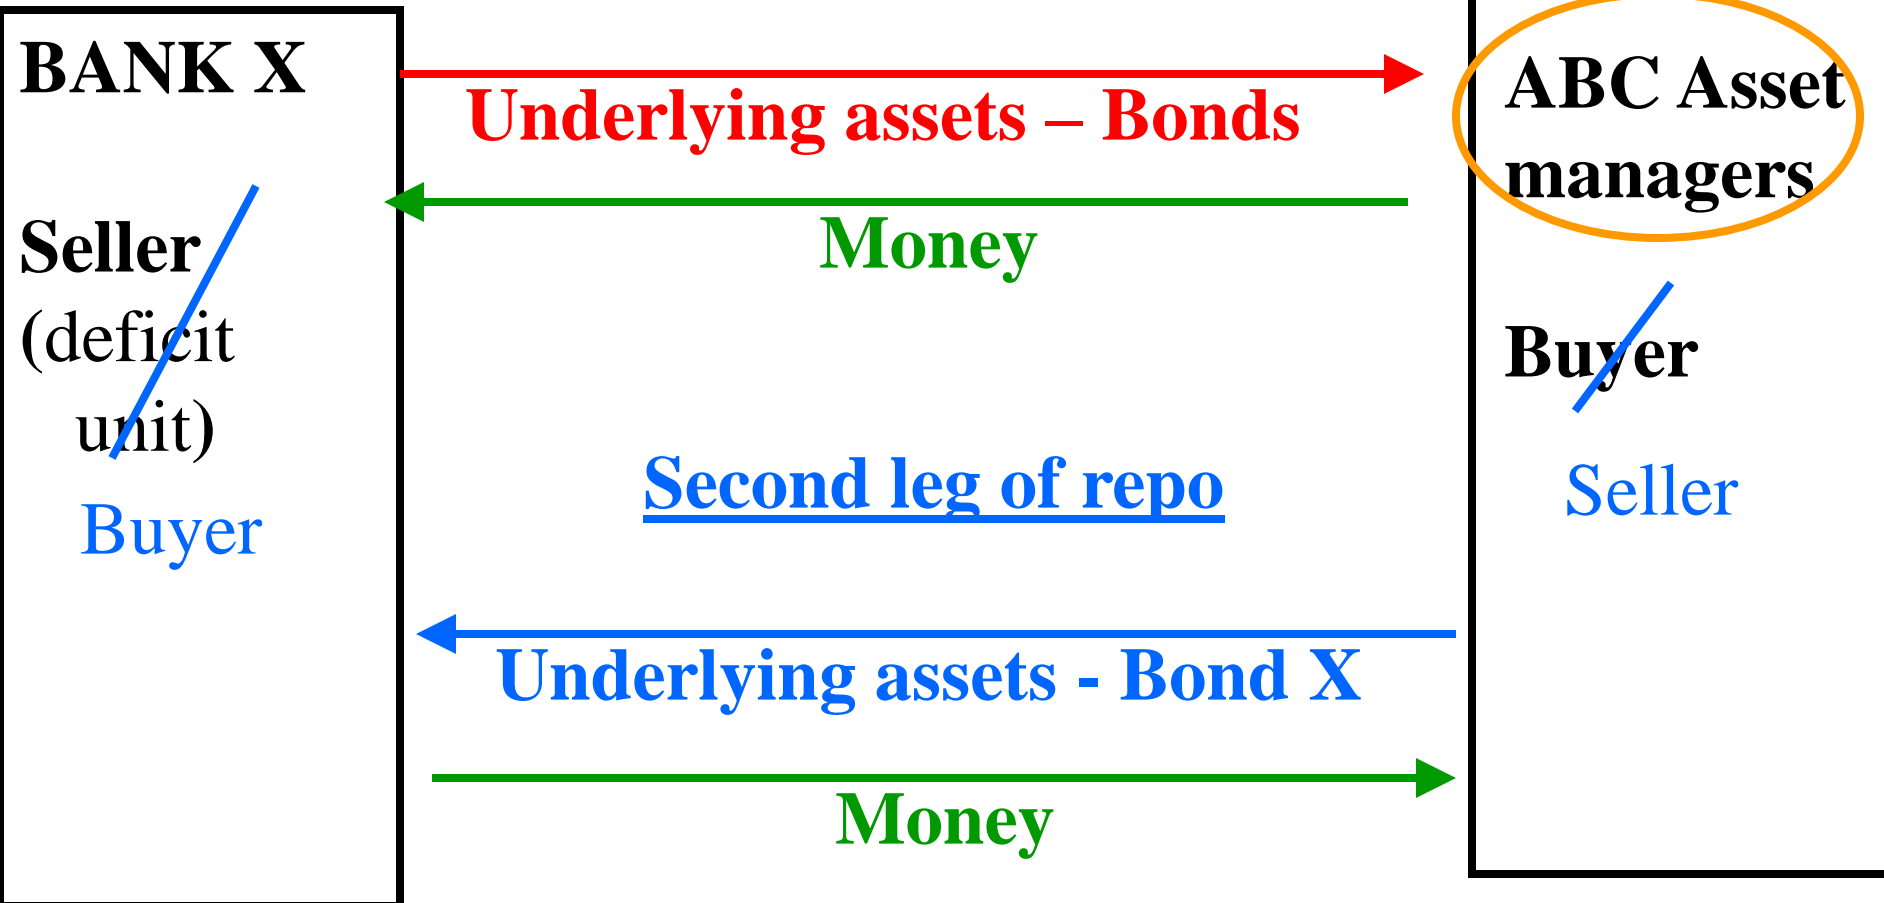 BANK X
Seller
(deficit
unit)
Buyer
Underlying assets – Bonds
Money
Second leg of repo
Underlying assets - Bond X
Money
ABC Asset
managers
Buyer
Seller